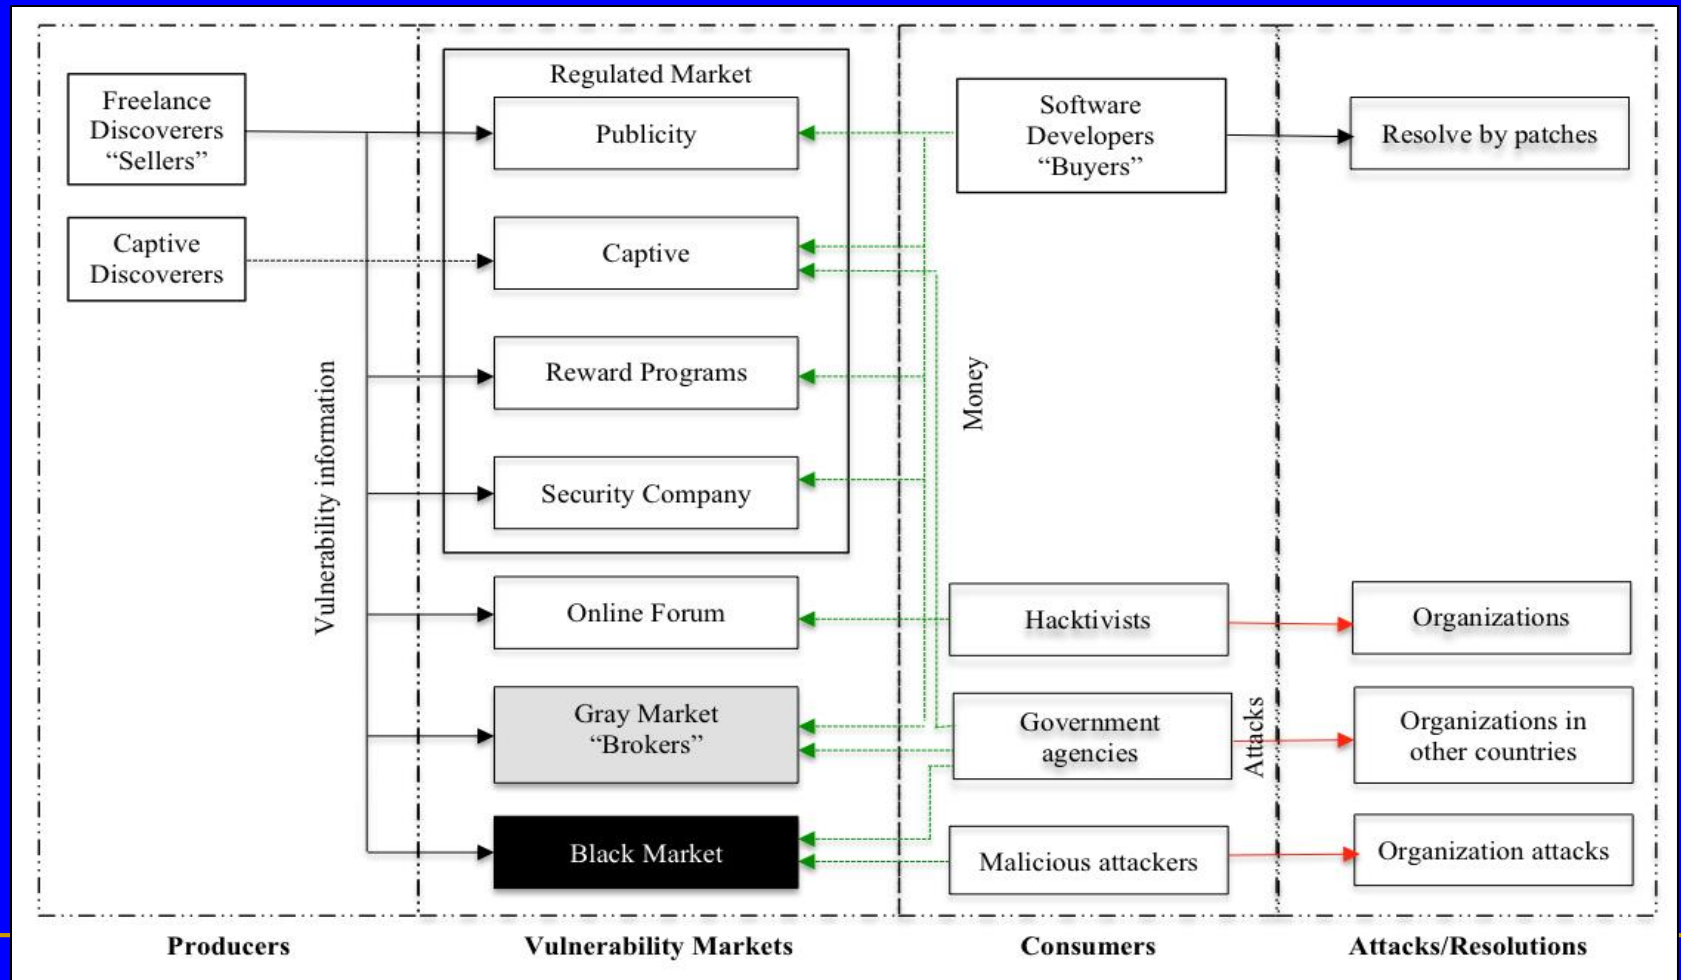 Freelance
Discoverers
“Sellers”
Captive
Discoverers
Vulnerability information
Regulated Market
Publicity
Captive
Reward Programs
Security Company
Online Forum
Gray Market
“Brokers”
Black Market
Software
Developers
“Buyers”
Money
Hacktivists
Government
agencies
Malicious attackers
Attacks
Resolve by patches
Organizations
Organizations in
other countries
Organization attacks
Producers
Vulnerability Markets
Consumers
Attacks/Resolutions